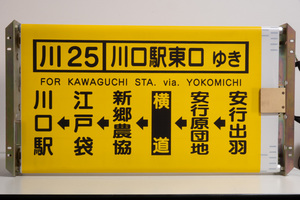 川25 川口駅東口 ゆき
FOR KAWAGUCHI STA. via. YOKOMICHI
安行出羽
←
安行原団地
←
横道
←
新郷農協
←
江戸袋
←
川口駅